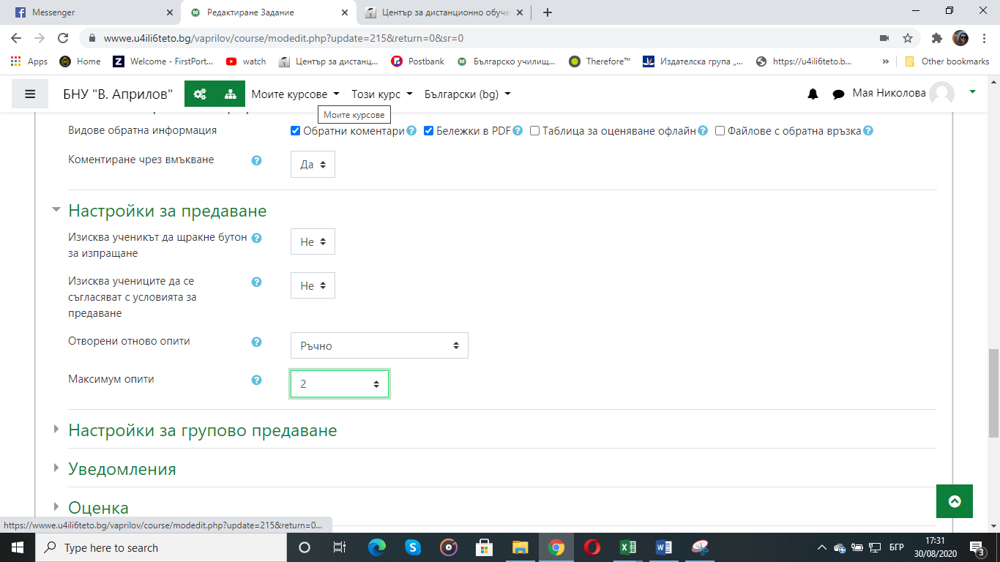 Messenger
Редактиране Задание
Център за дистанционно обуче
wwwe.u4ili6teto.bg/vaprilov/course/modedit.php?update=215&return=0&sr=0
Apps
Home
Welcome - FirstPort...
watch
Център за дистанц...
Postbank
Българско училищ...
Therefore™
Издателска група „...
https://u4ili6teto.b...
»
Other bookmarks
БНУ "В. Априлов"
Моите курсове
Този курс
Български (bg)
Мая Николова
Моите курсове
Видове обратна информация
Обратни коментари
Бележки в PDF
Таблица за оценяване офлайн
Файлове с обратна връзка
Коментиране чрез вмъкване
Да
Настройки за предаване
Изисква ученикът да щракне бутон
за изпращане
Не
Изисква учениците да се
съгласяват с условията за
предаване
Не
Отворени отново опити
Ръчно
Максимум опити
2
Настройки за групово предаване
Уведомления
Оценка
https://wwwe.u4ili6teto.bg/vaprilov/course/modedit.php?update=215&return=0...
Type here to search
БГР
17:31
30/08/2020
3